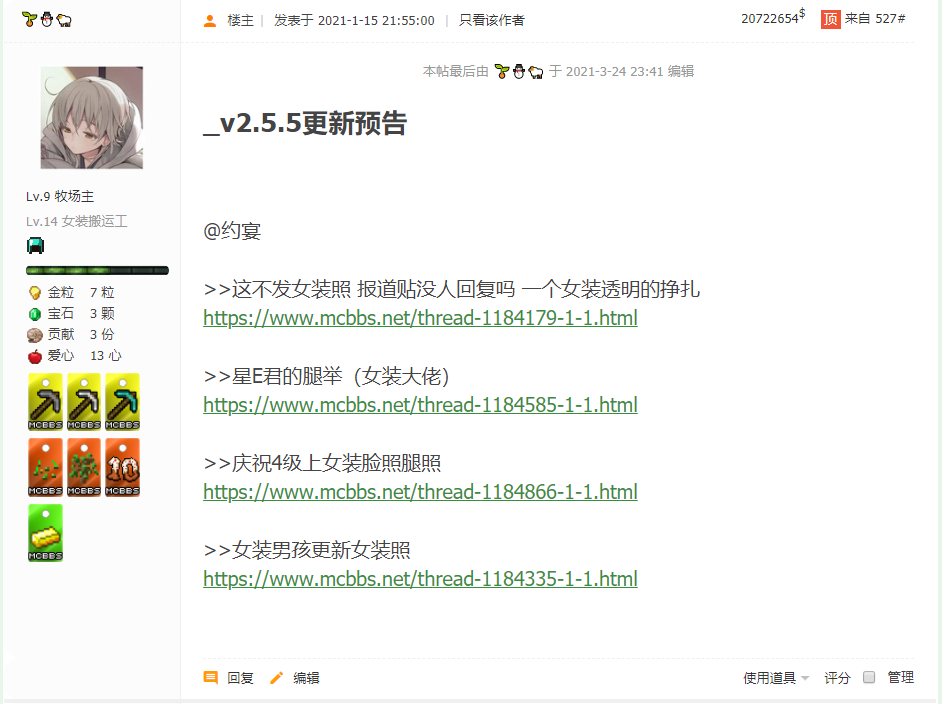 楼主 | 发表于 2021-1-15 21:55:00 | 只看该作者
20722654$ 顶 来自 527#
本帖最后由 于 2021-3-24 23:41 编辑
_v2.5.5更新预告
Lv.9 牧场主
Lv.14 女装搬运工
金粒 7 粒
宝石 3 颗
贡献 3 份
爱心 13 心
MCBBS MCBBS MCBBS
10
MCBBS MCBBS MCBBS
MCBBS
@约宴
>>这不发女装照 报道贴没人回复吗 一个女装透明的挣扎
https://www.mcbbs.net/thread-1184179-1-1.html
>>星E君的腿举（女装大佬）
https://www.mcbbs.net/thread-1184585-1-1.html
>>庆祝4级上女装脸照腿照
https://www.mcbbs.net/thread-1184866-1-1.html
>>女装男孩更新女装照
https://www.mcbbs.net/thread-1184335-1-1.html
回复 编辑 使用道具 评分 管理